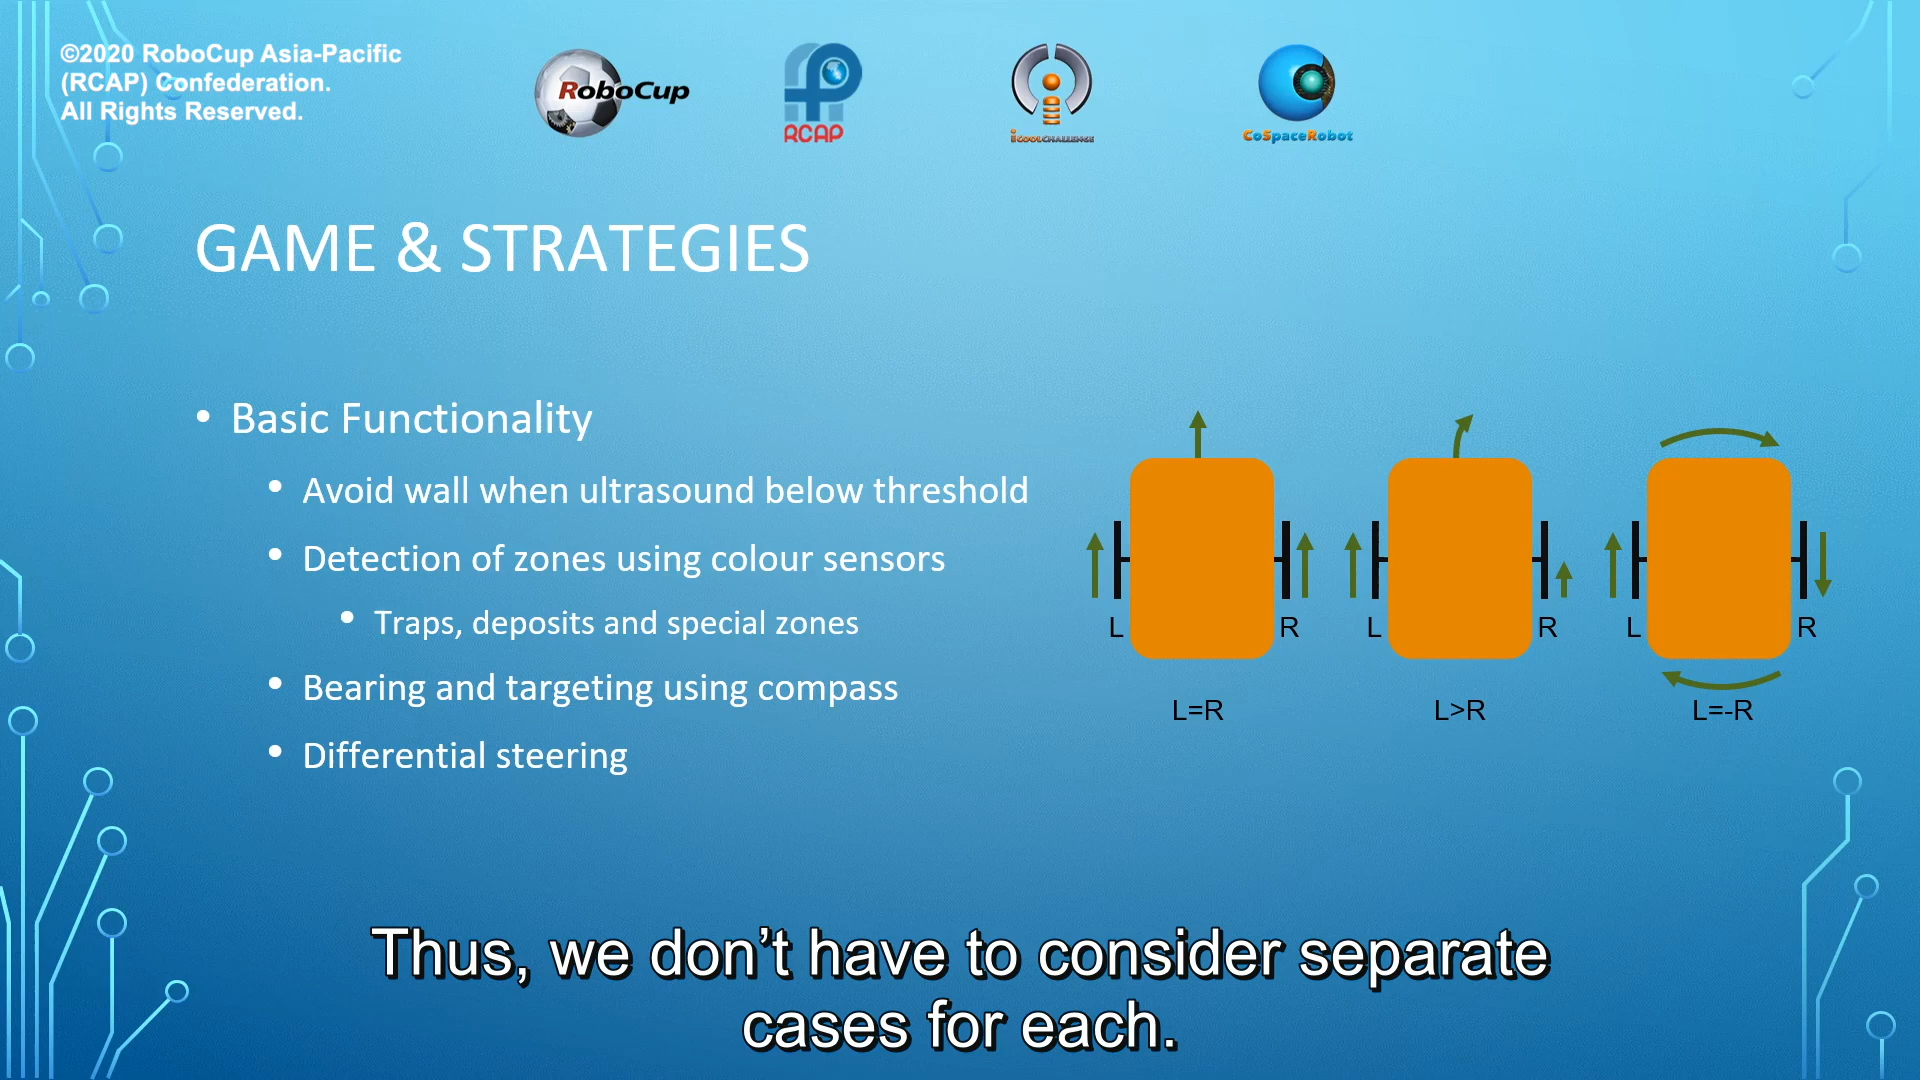 ©2020 RoboCup Asia-Pacific
(RCAP) Confederation.
All Rights Reserved.
RoboCup
RCAP
iCOOLCHALLENGE
CoSpaceRobot
GAME & STRATEGIES
• Basic Functionality
• Avoid wall when ultrasound below threshold
• Detection of zones using colour sensors
• Traps, deposits and special zones
• Bearing and targeting using compass
• Differential steering
L R L R L R
L=R L>R L=-R
Thus, we don’t have to consider separate
cases for each.